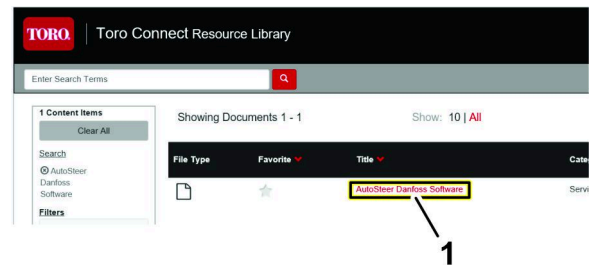 TORO. Toro Connect Resource Library
Enter Search Terms
1 Content Items
Clear All
Search
AutoSteer
Danfoss
Software
Filters
Showing Documents 1 - 1 Show: 10 | All
File Type Favorite Title
AutoSteer Danfoss Software
1